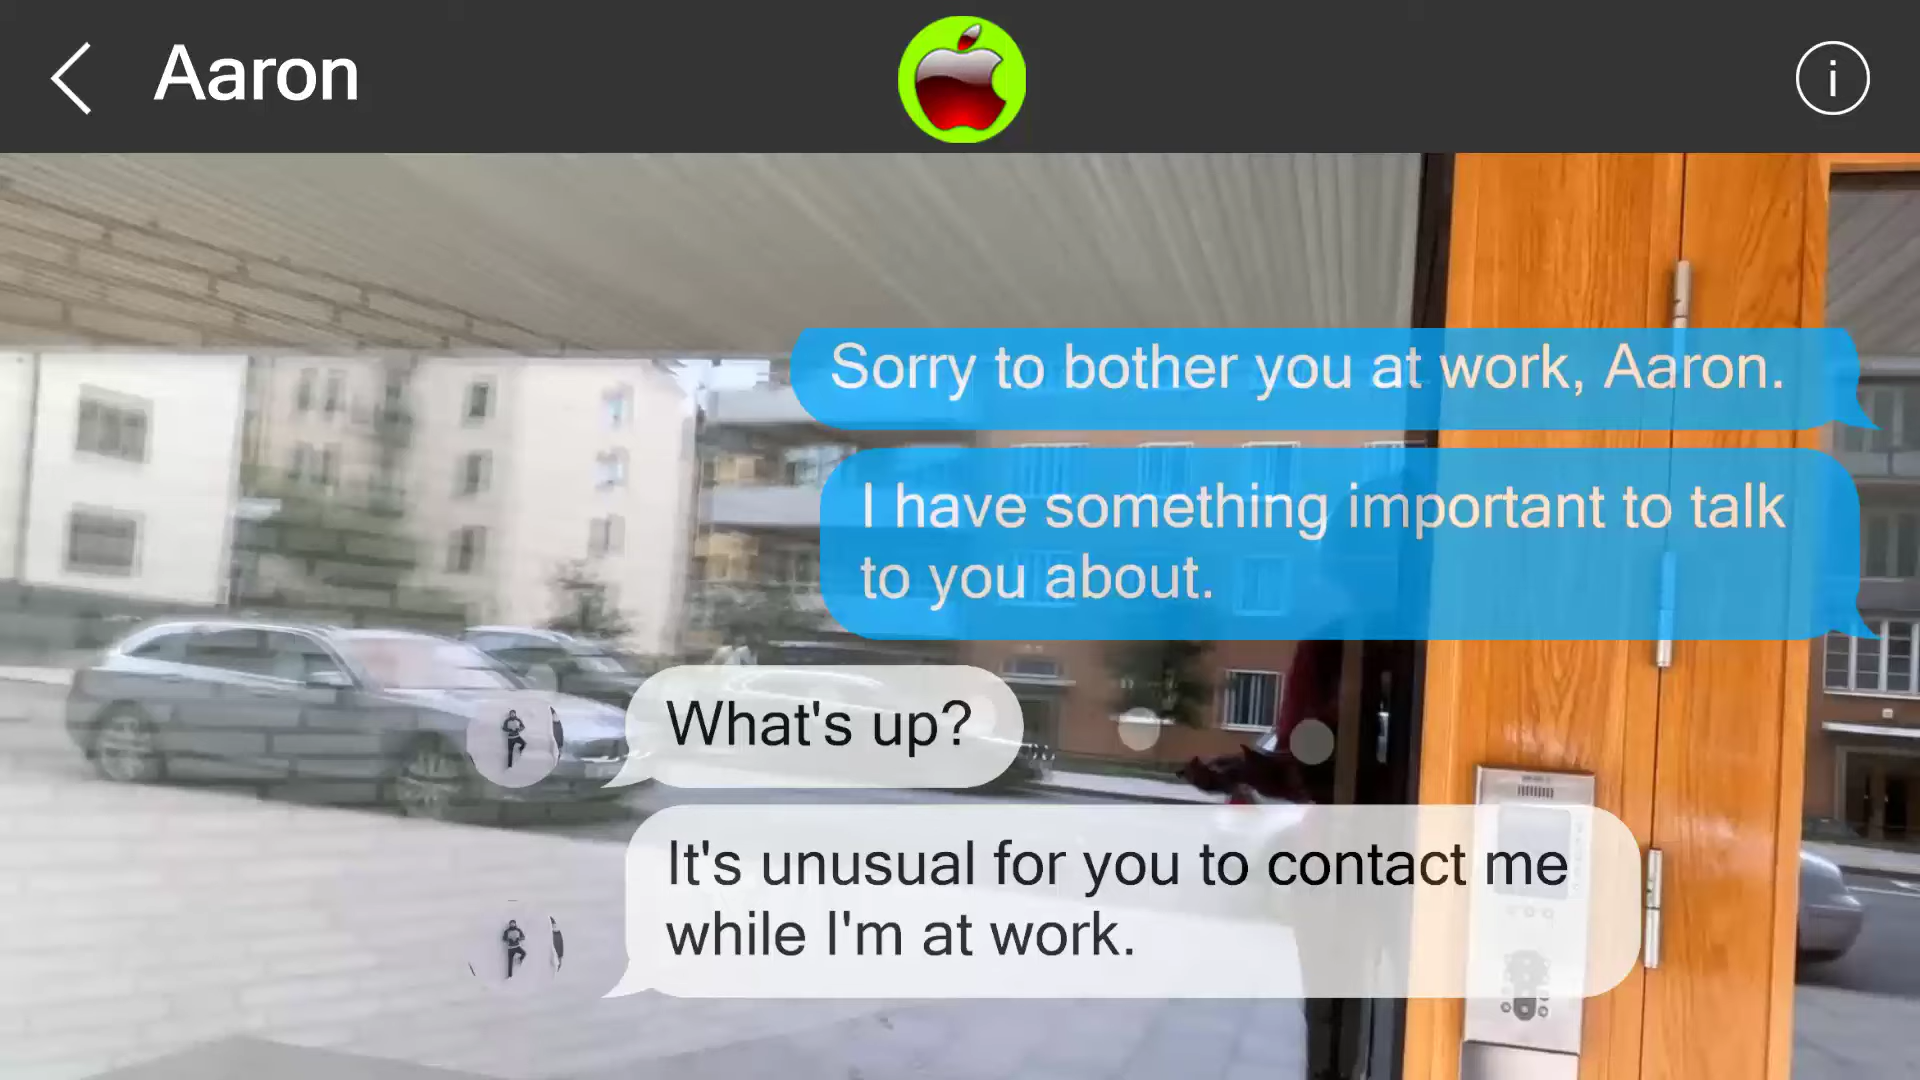 Aaron
Sorry to bother you at work, Aaron.
I have something important to talk
to you about.
What's up?
It's unusual for you to contact me
while I'm at work.